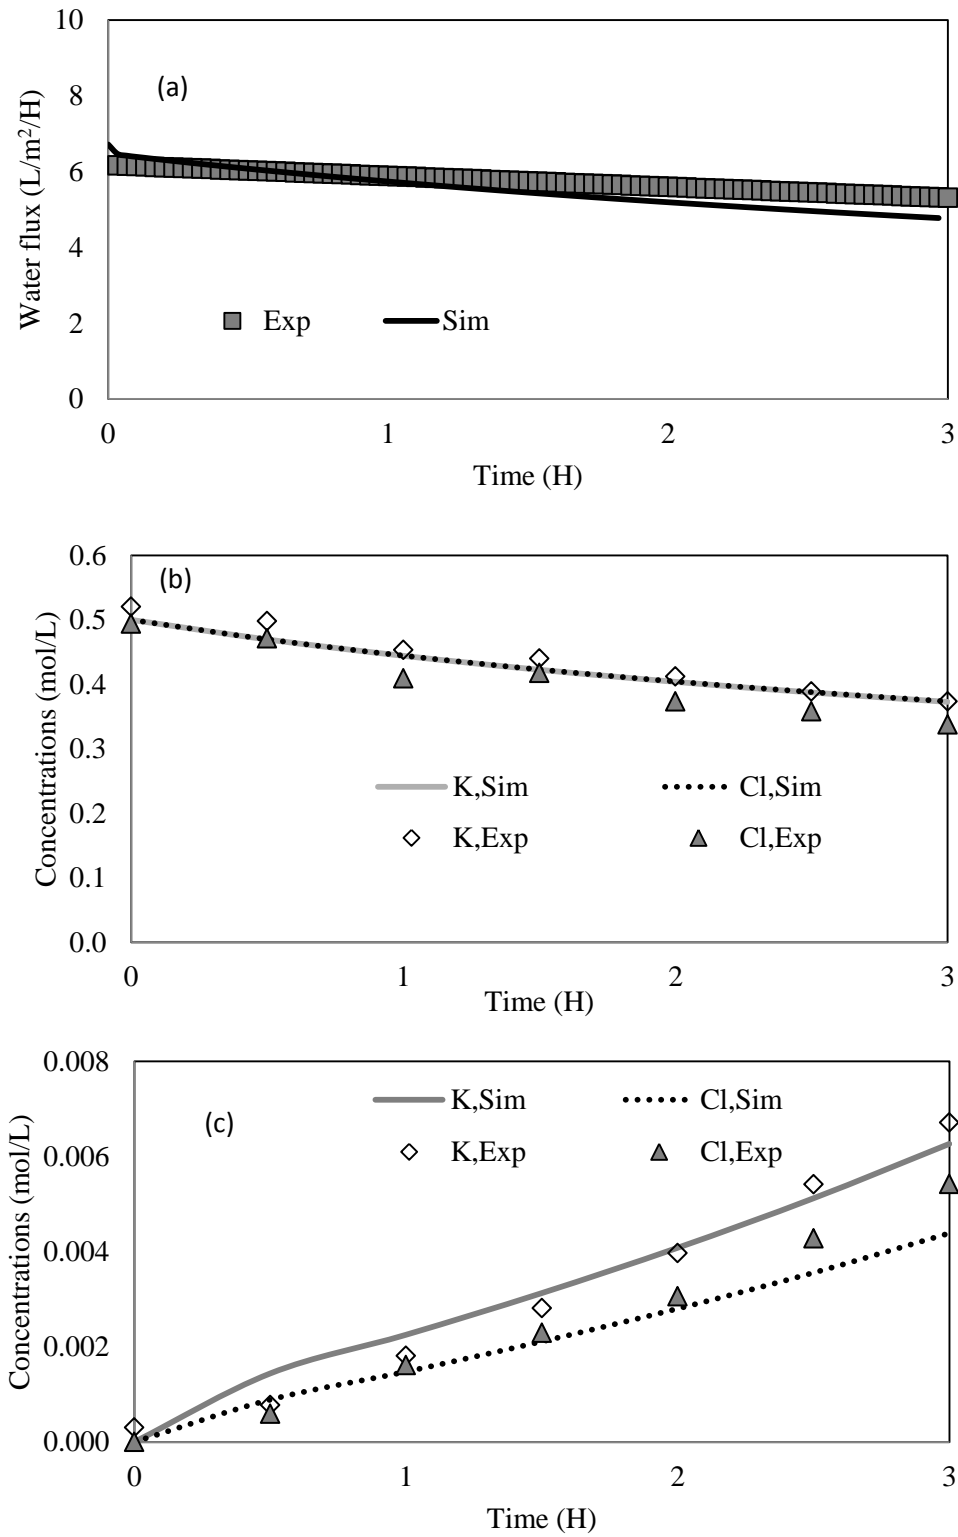 10
(a)
8
6
4
2
0
Water flux (L/m²/H)
Exp Sim
0 1 2 3
Time (H)
0.6
(b)
0.5
0.4
0.3
0.2
0.1
0.0
Concentrations (mol/L)
K,Sim Cl,Sim
K,Exp Cl,Exp
0 1 2 3
Time (H)
0.008
(c)
0.006
0.004
0.002
0.000
Concentrations (mol/L)
K,Sim Cl,Sim
K,Exp Cl,Exp
0 1 2 3
Time (H)